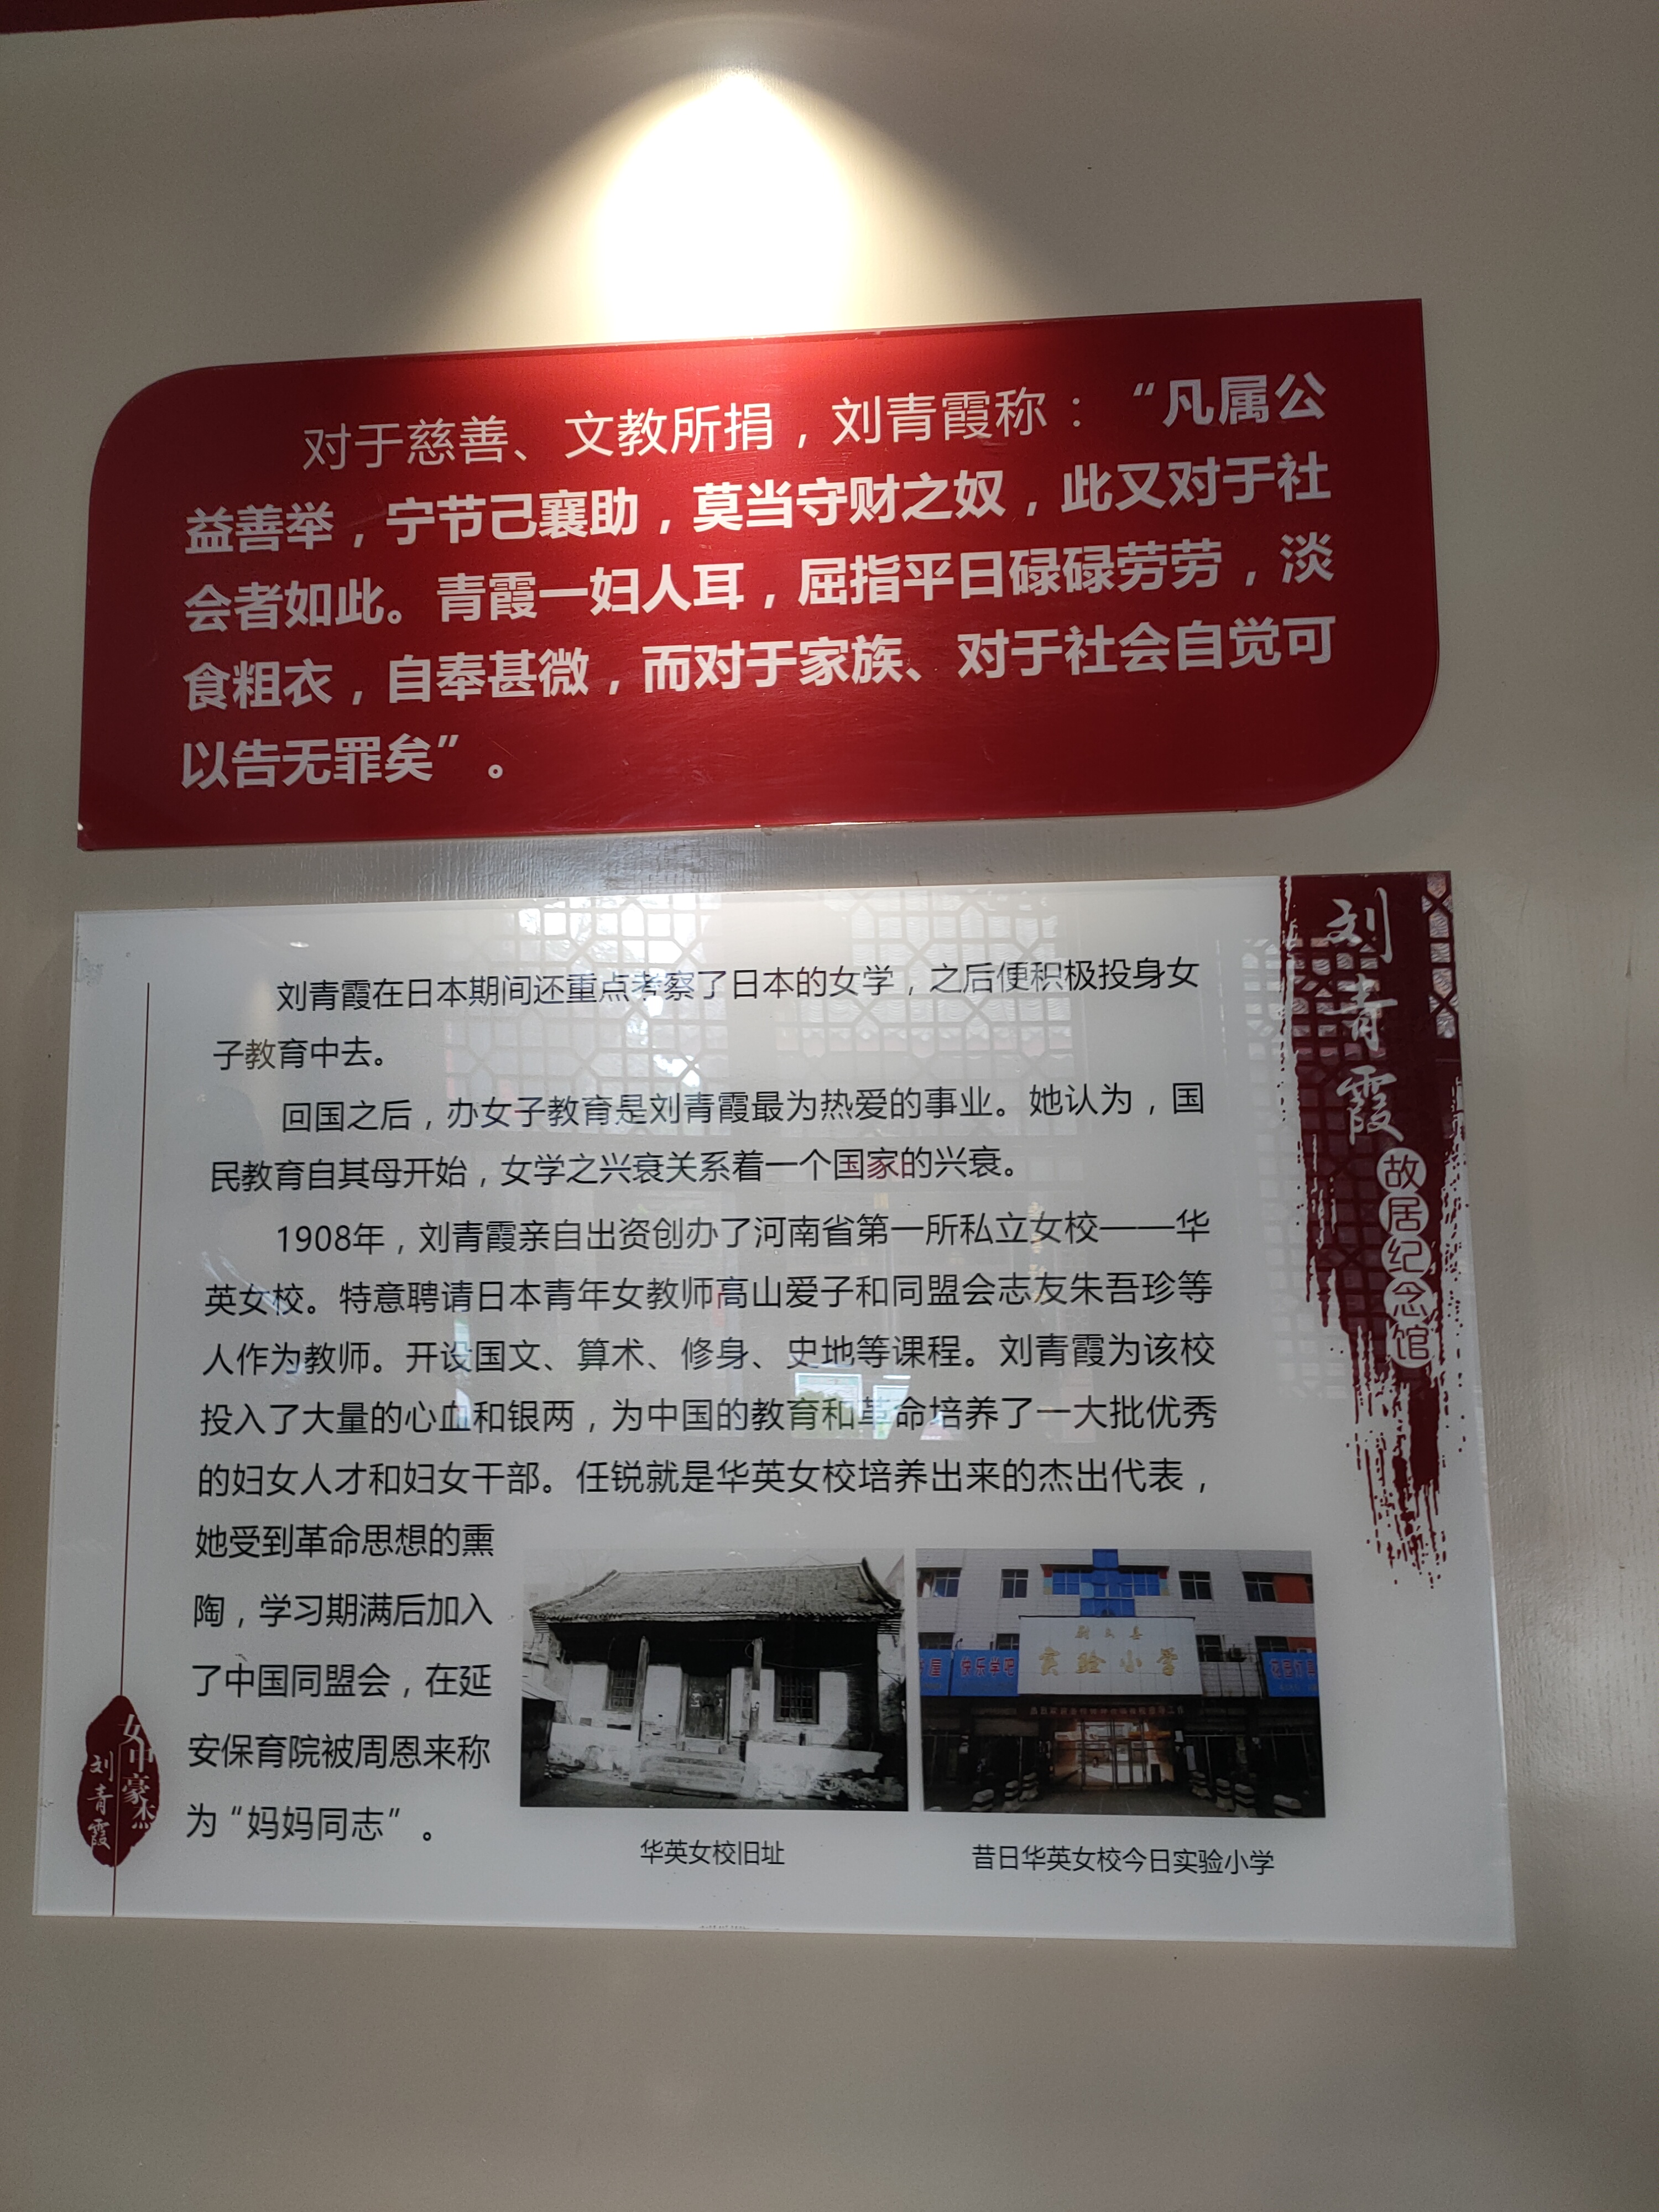 对于慈善、文教所捐，刘青霞称：“凡属公
益善举，宁节己襄助，莫当守财之奴，此又对于社
会者如此。青霞一妇人耳，屈指平日碌碌劳劳，淡
食粗衣，自奉甚微，而对于家族、对于社会自觉可
以告无罪矣”。
刘青霞
故居纪念馆
刘青霞在日本期间还重点考察了日本的女学，之后便积极投身女
子教育中去。
回国之后，办女子教育是刘青霞最为热爱的事业。她认为，国
民教育自其母开始，女学之兴衰关系着一个国家的兴衰。
1908年，刘青霞亲自出资创办了河南省第一所私立女校——华
英女校。特意聘请日本青年女教师高山爱子和同盟会志友朱吾珍等
人作为教师。开设国文、算术、修身、史地等课程。刘青霞为该校
投入了大量的心血和银两，为中国的教育和革命培养了一大批优秀
的妇女人才和妇女干部。任锐就是华英女校培养出来的杰出代表，
她受到革命思想的熏
陶，学习期满后加入
了中国同盟会，在延
安保育院被周恩来称
为“妈妈同志”。
女中豪杰
刘青霞
尉氏县
实验小学
快乐学吧
华英女校旧址
昔日华英女校今日实验小学